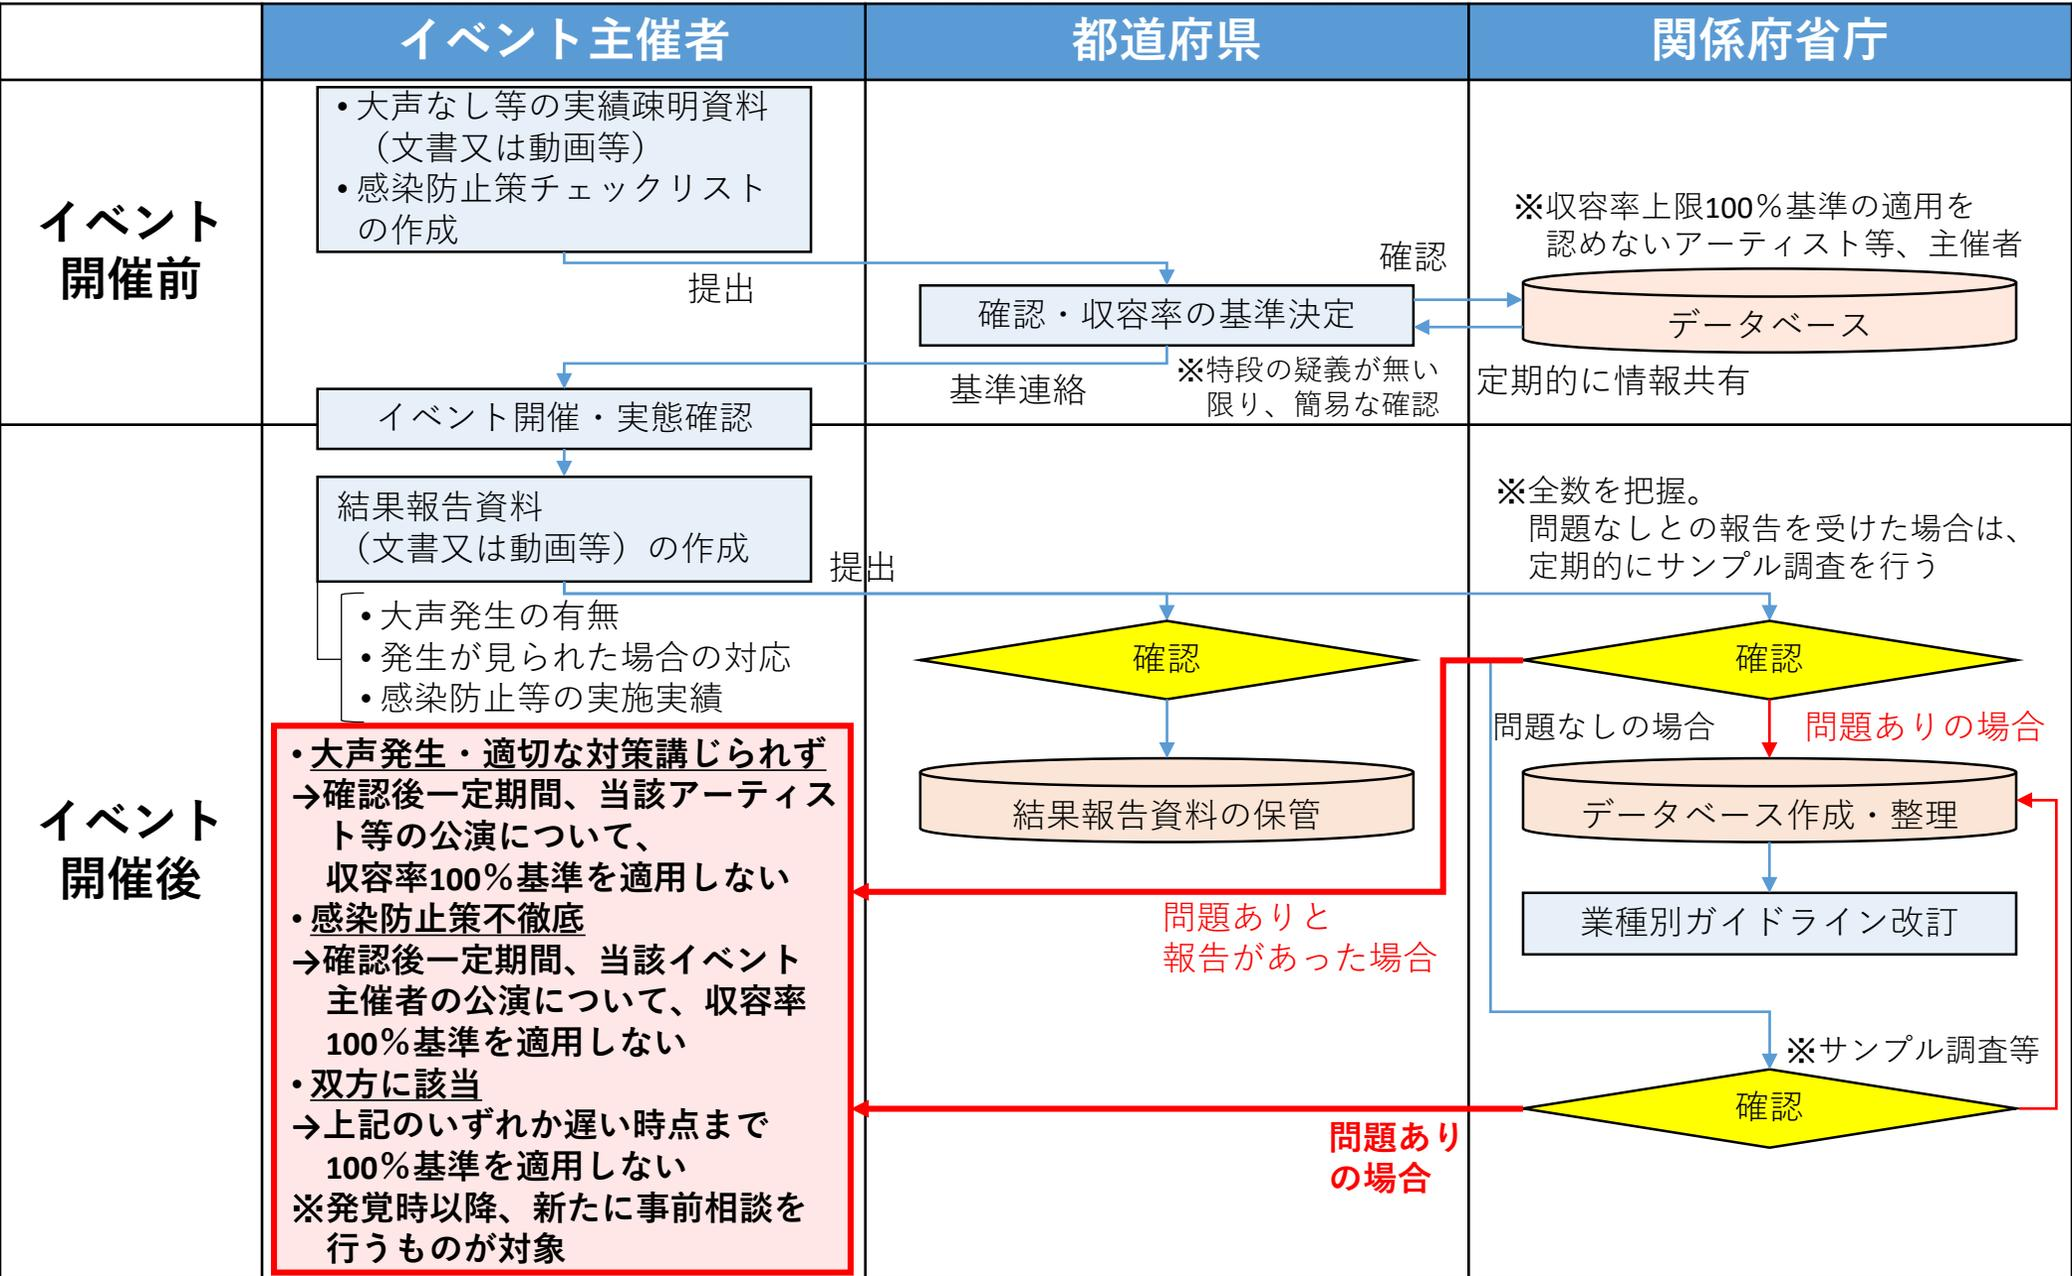 イベント主催者
都道府県
関係府省庁
イベント
開催前
• 大声なし等の実績疎明資料
（文書又は動画等）
• 感染防止策チェックリスト
の作成
提出
確認・収容率の基準決定
確認
※収容率上限100％基準の適用を
認めないアーティスト等、主催者
データベース
定期的に情報共有
※特段の疑義が無い
限り、簡易な確認
基準連絡
イベント開催・実態確認
イベント
開催後
結果報告資料
（文書又は動画等）の作成
提出
• 大声発生の有無
• 発生が見られた場合の対応
• 感染防止等の実施実績
※全数を把握。
問題なしとの報告を受けた場合は、
定期的にサンプル調査を行う
確認
確認
問題なしの場合
問題ありの場合
結果報告資料の保管
データベース作成・整理
業種別ガイドライン改訂
問題ありと
報告があった場合
※サンプル調査等
確認
問題あり
の場合
• 大声発生・適切な対策講じられず
→確認後一定期間、当該アーティス
ト等の公演について、
収容率100％基準を適用しない
• 感染防止策不徹底
→確認後一定期間、当該イベント
主催者の公演について、収容率
100％基準を適用しない
• 双方に該当
→上記のいずれか遅い時点まで
100％基準を適用しない
※発覚時以降、新たに事前相談を
行うものが対象